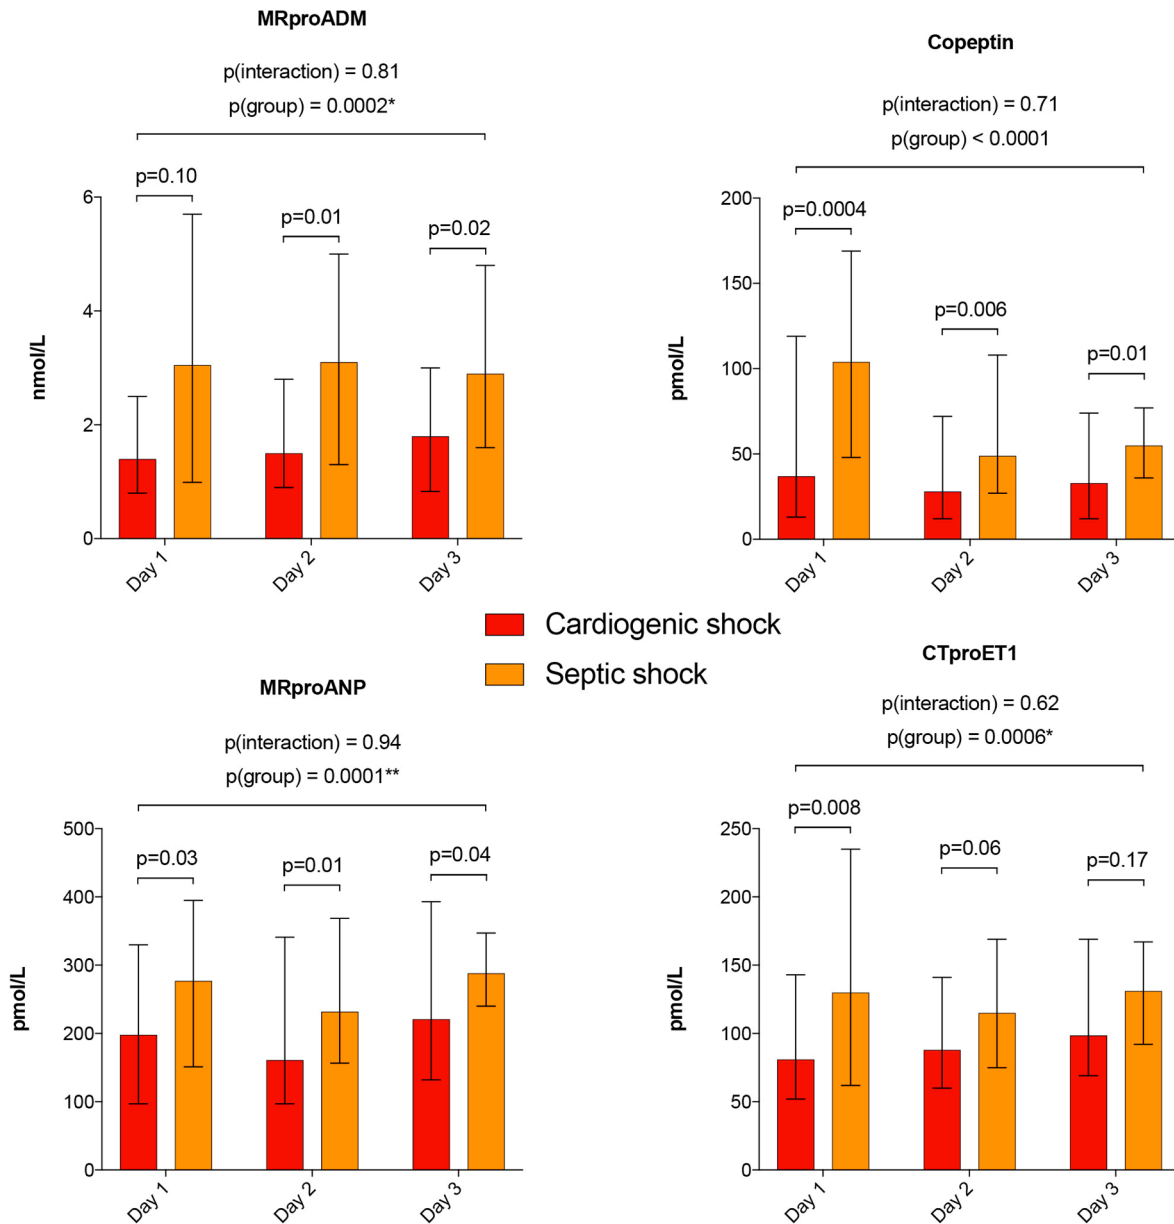 MRproADM
p(interaction) = 0.81
p(group) = 0.0002*
p=0.10
p=0.01
p=0.02
6
4
2
0
nmol/L
Day 1
Day 2
Day 3
Copeptin
p(interaction) = 0.71
p(group) < 0.0001
p=0.0004
p=0.006
p=0.01
200
150
100
50
0
pmol/L
Day 1
Day 2
Day 3
Cardiogenic shock
Septic shock
MRproANP
p(interaction) = 0.94
p(group) = 0.0001**
p=0.03
p=0.01
p=0.04
500
400
300
200
100
0
pmol/L
Day 1
Day 2
Day 3
CTproET1
p(interaction) = 0.62
p(group) = 0.0006*
p=0.008
p=0.06
p=0.17
250
200
150
100
50
0
pmol/L
Day 1
Day 2
Day 3